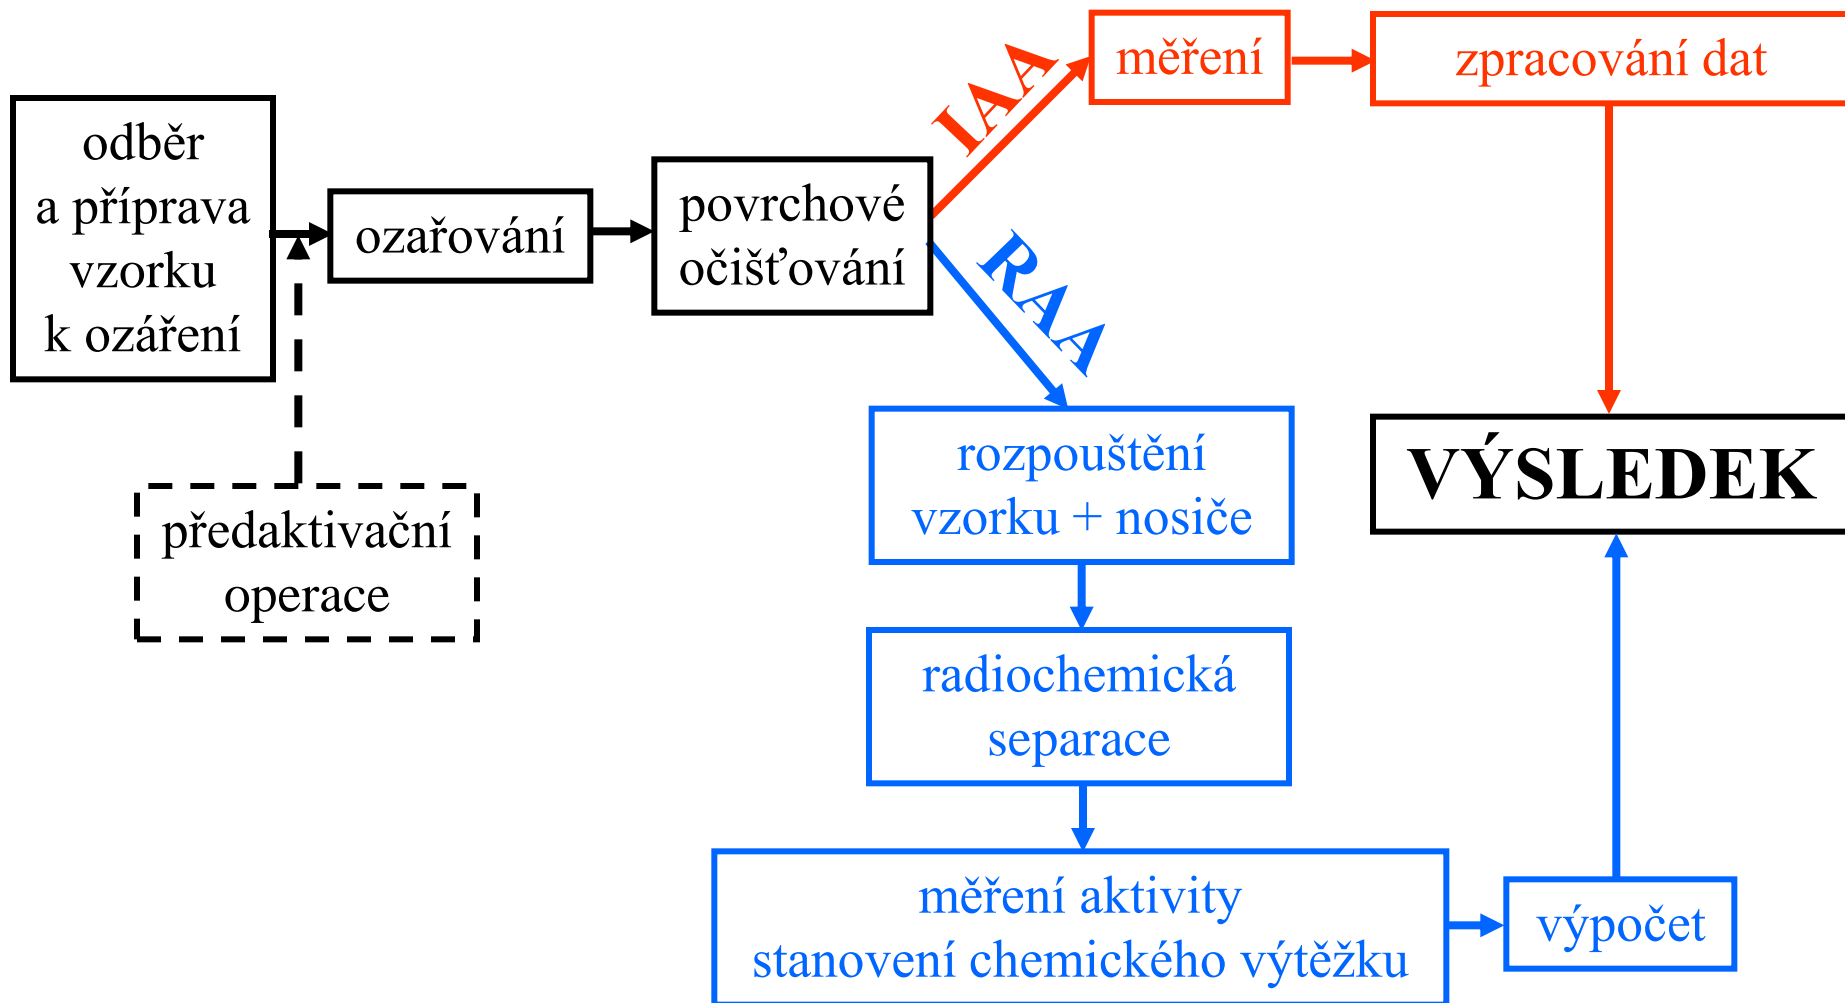 odběr
a příprava
vzorku
k ozáření
předaktivační
operace
ozařování
povrchové
očišťování
IAA
měření
zpracování dat
RAA
rozpouštění
vzorku + nosiče
radiochemická
separace
měření aktivity
stanovení chemického výtěžku
výpočet
VÝSLEDEK